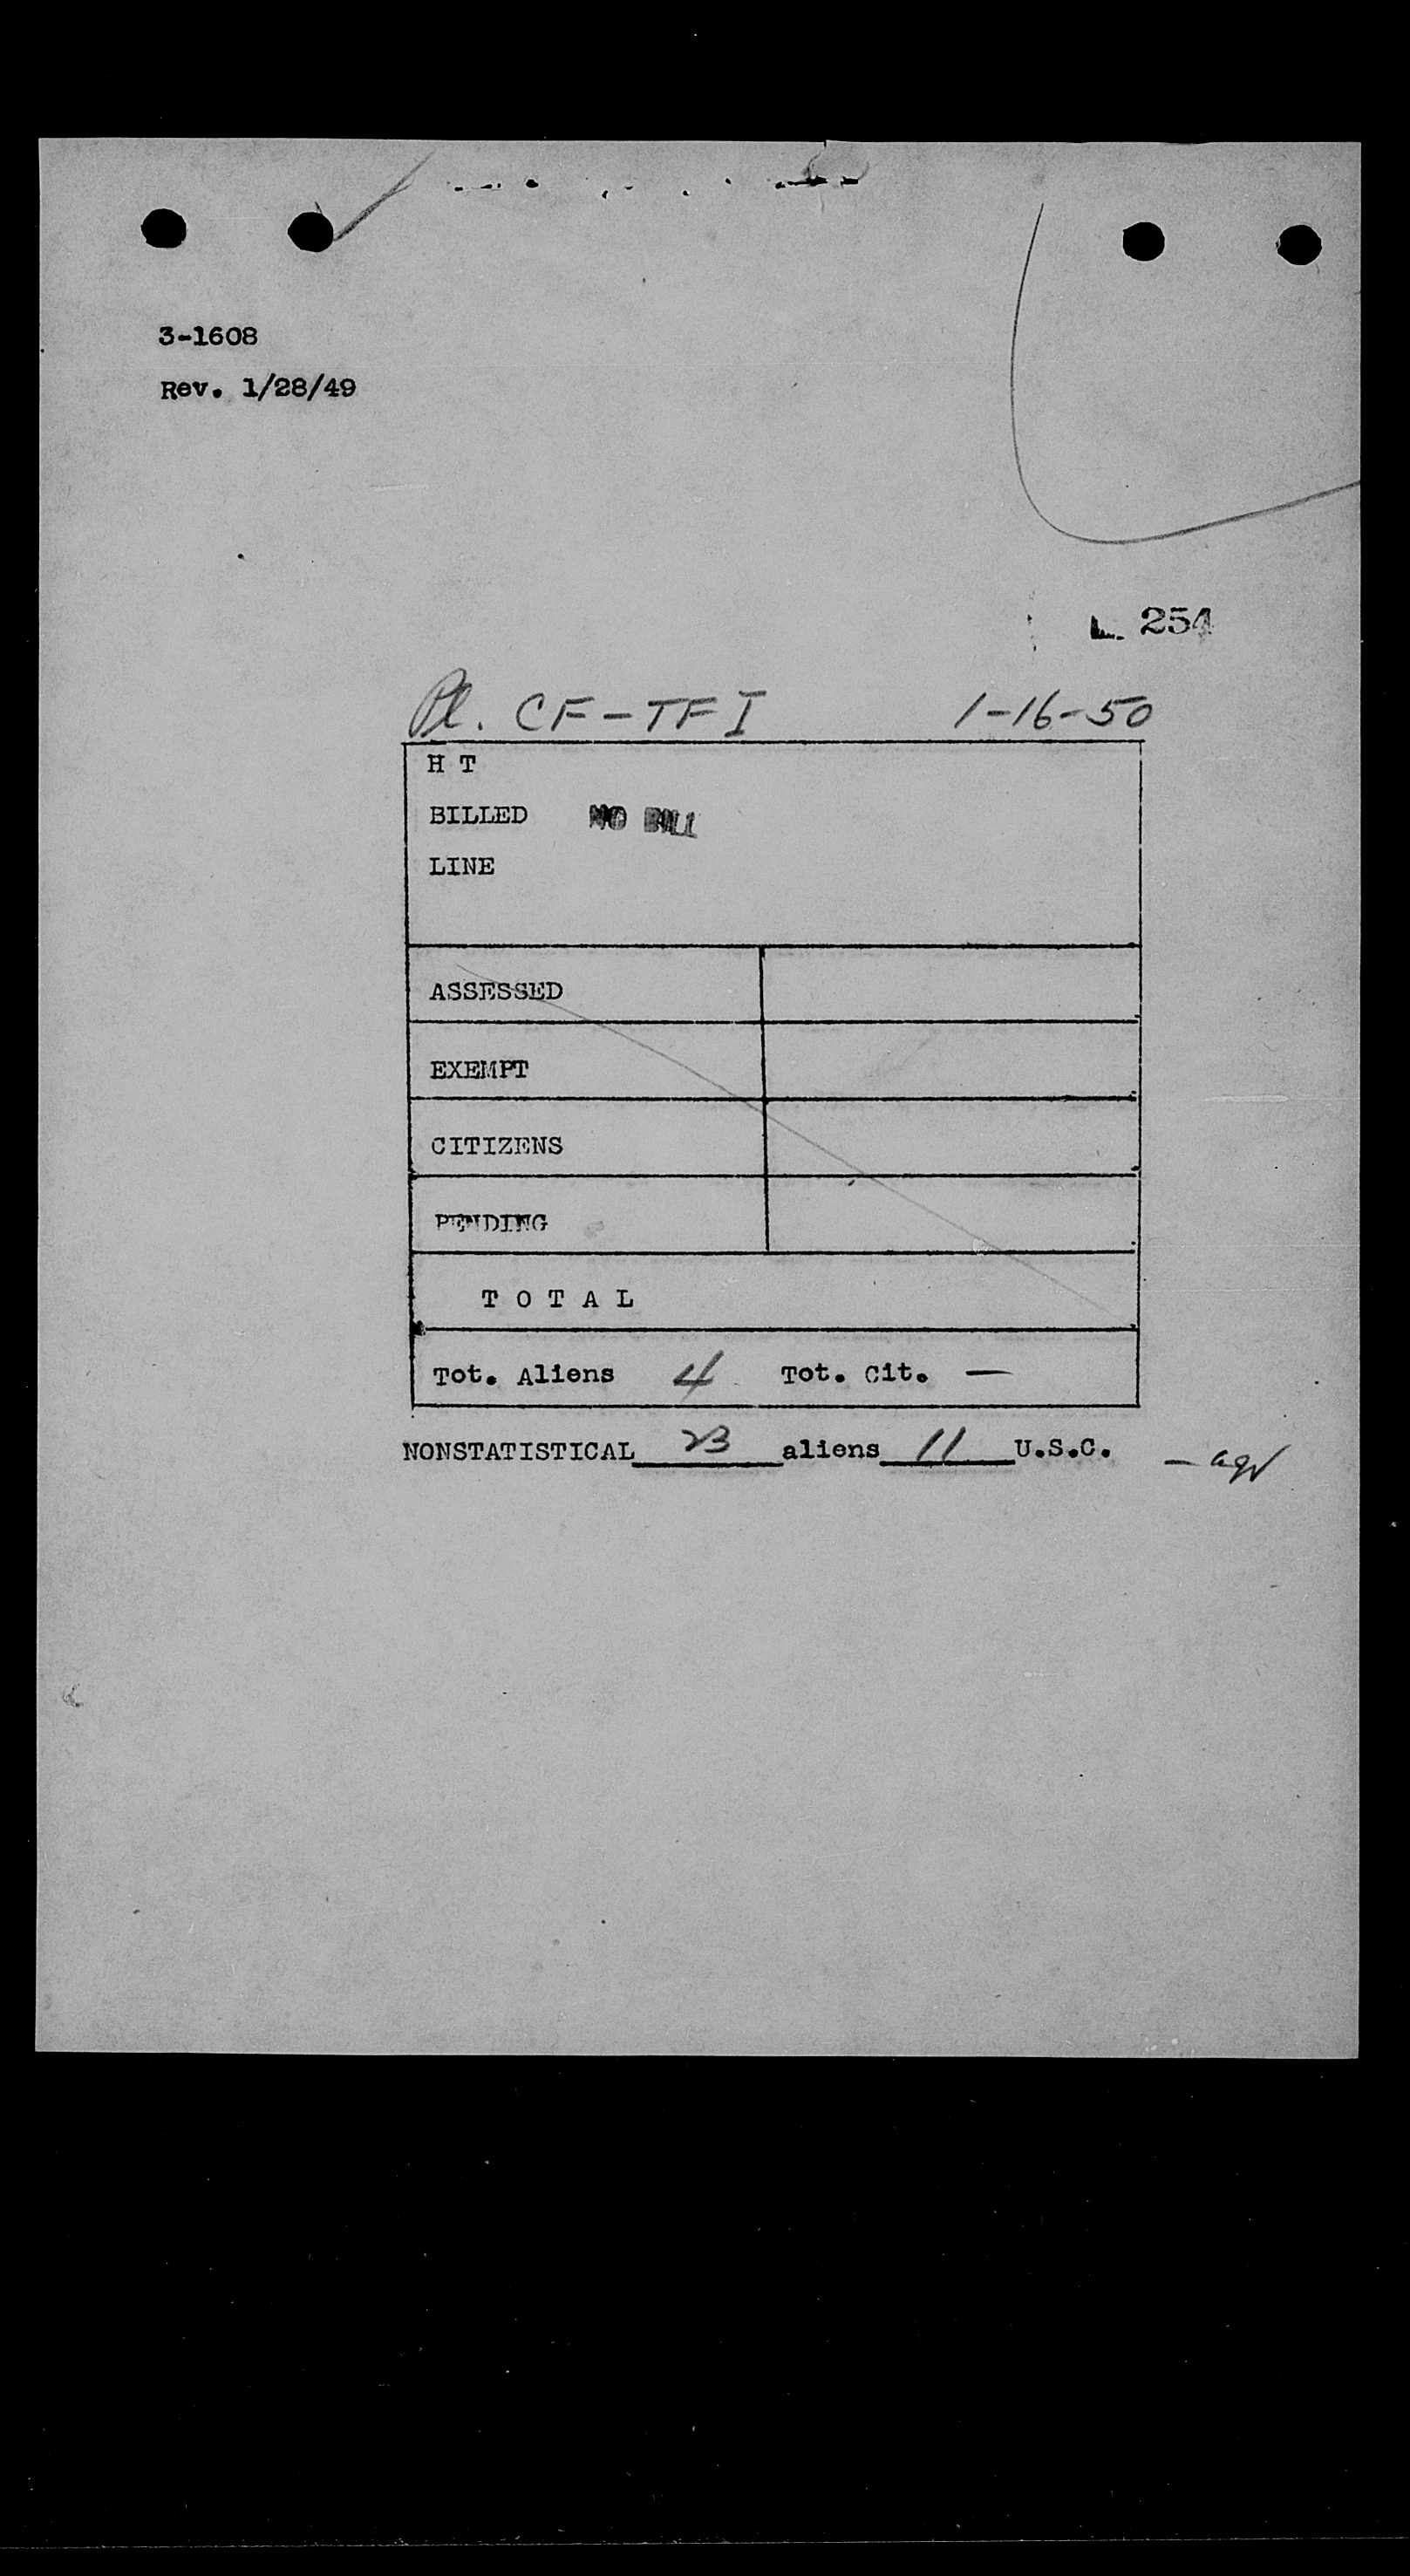 3-1608
Rev. 1/28/49
254
Pl. CF-TFI 1-16-50
H T
BILLED NO BILL
LINE
ASSESSED
EXEMPT
CITIZENS
PENDING
T O T A L
Tot. Aliens 4 Tot. Cit. —
NONSTATISTICAL 23 aliens 11 U.S.C.